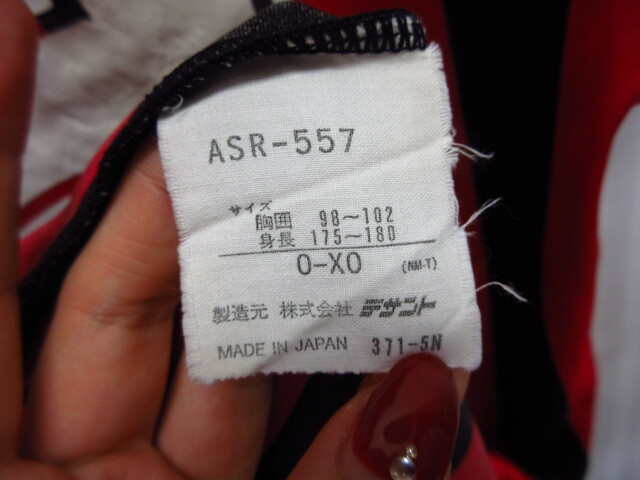 ASR-557
サイズ
胸囲 98～102
身長 175～180
O-XO (NM-T)
製造元 株式会社 デサント
MADE IN JAPAN 371-5N